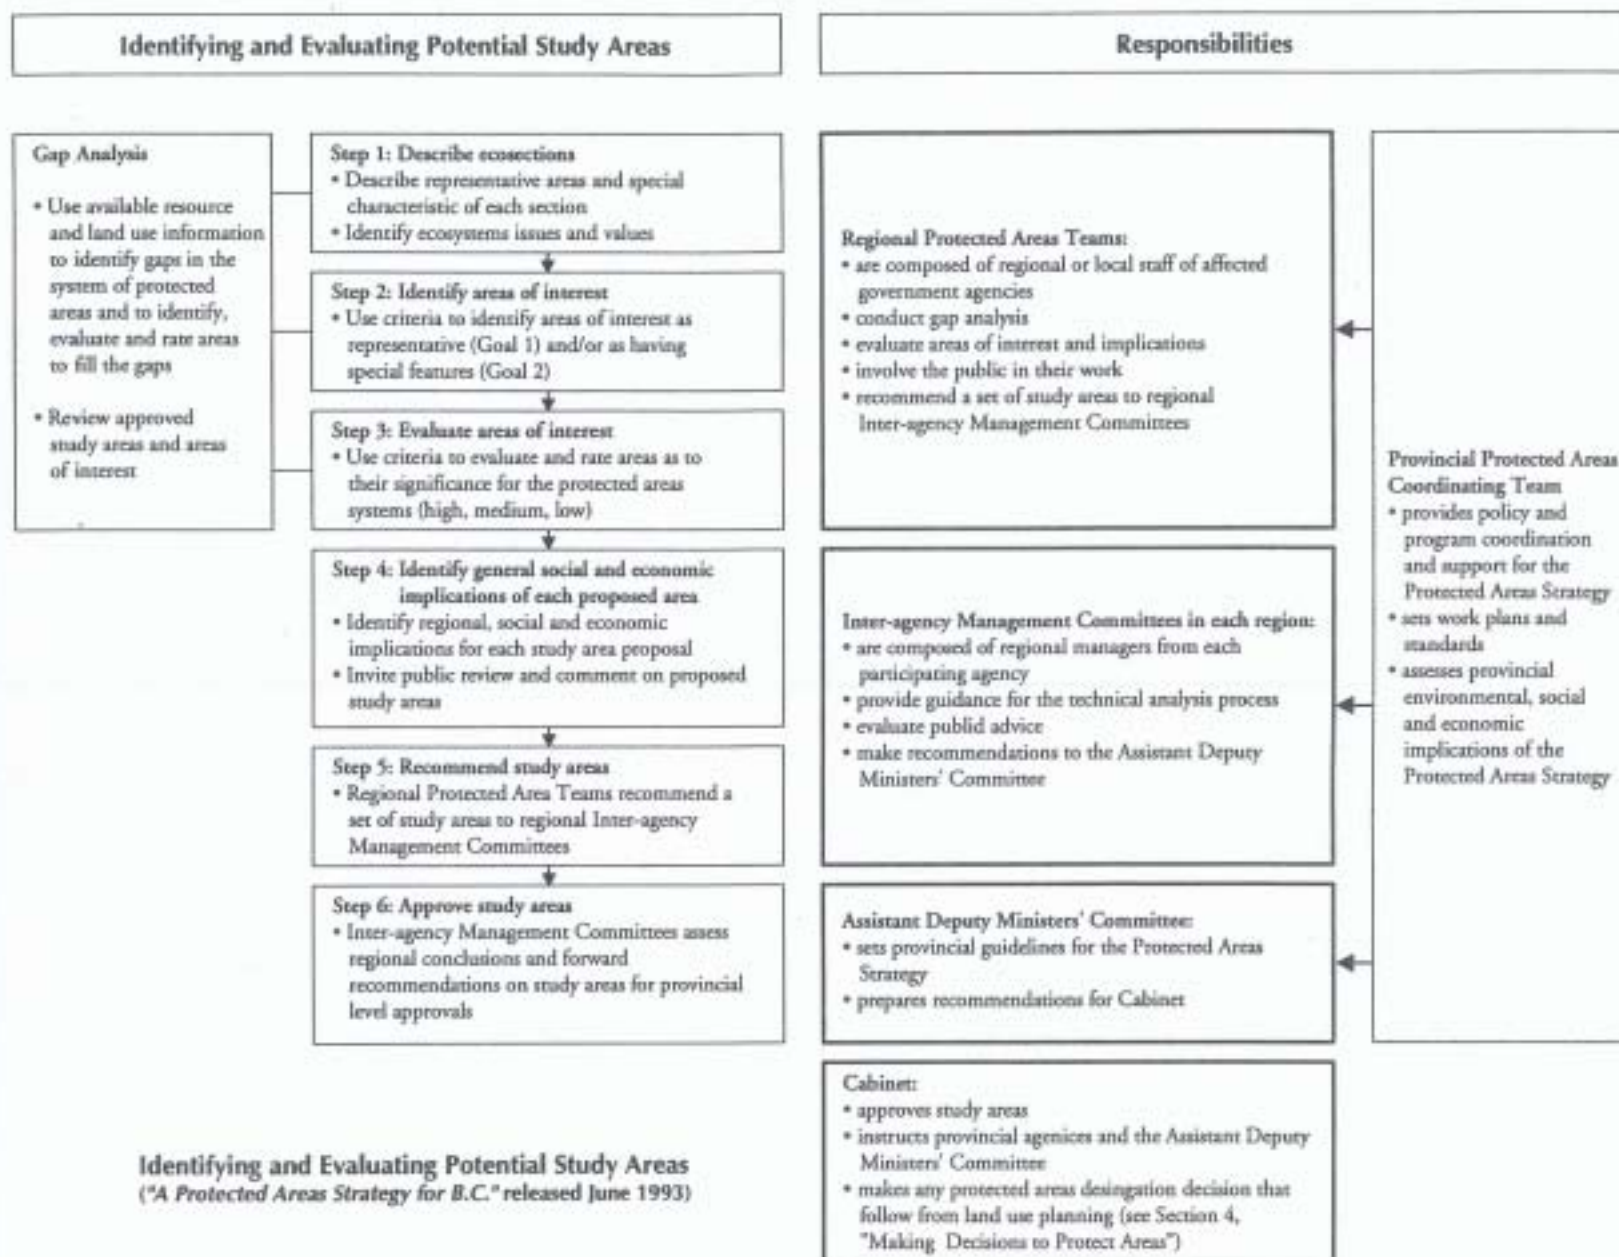 Identifying and Evaluating Potential Study Areas
Responsibilities
Gap Analysis
• Use available resource
and land use information
to identify gaps in the
system of protected
areas and to identify,
evaluate and rate areas
to fill the gaps
• Review approved
study areas and areas
of interest
Step 1: Describe ecosections
• Describe representative areas and special
characteristic of each section
• Identify ecosystems issues and values
Step 2: Identify areas of interest
• Use criteria to identify areas of interest as
representative (Goal 1) and/or as having
special features (Goal 2)
Step 3: Evaluate areas of interest
• Use criteria to evaluate and rate areas as to
their significance for the protected areas
systems (high, medium, low)
Step 4: Identify general social and economic
implications of each proposed area
• Identify regional, social and economic
implications for each study area proposal
• Invite public review and comment on proposed
study areas
Step 5: Recommend study areas
• Regional Protected Area Teams recommend a
set of study areas to regional Inter-agency
Management Committees
Step 6: Approve study areas
• Inter-agency Management Committees assess
regional conclusions and forward
recommendations on study areas for provincial
level approvals
Regional Protected Areas Teams:
• are composed of regional or local staff of affected
government agencies
• conduct gap analysis
• evaluate areas of interest and implications
• involve the public in their work
• recommend a set of study areas to regional
Inter-agency Management Committees
Inter-agency Management Committees in each region:
• are composed of regional managers from each
participating agency
• provide guidance for the technical analysis process
• evaluate publid advice
• make recommendations to the Assistant Deputy
Ministers' Committee
Assistant Deputy Ministers' Committee:
• sets provincial guidelines for the Protected Areas
Strategy
• prepares recommendations for Cabinet
Cabinet:
• approves study areas
• instructs provincial agenices and the Assistant Deputy
Ministers' Committee
• makes any protected areas desingation decision that
follow from land use planning (see Section 4,
"Making Decisions to Protect Areas")
Provincial Protected Areas
Coordinating Team
• provides policy and
program coordination
and support for the
Protected Areas Strategy
• sets work plans and
standards
• assesses provincial
environmental, social
and economic
implications of the
Protected Areas Strategy
Identifying and Evaluating Potential Study Areas
("A Protected Areas Strategy for B.C." released June 1993)